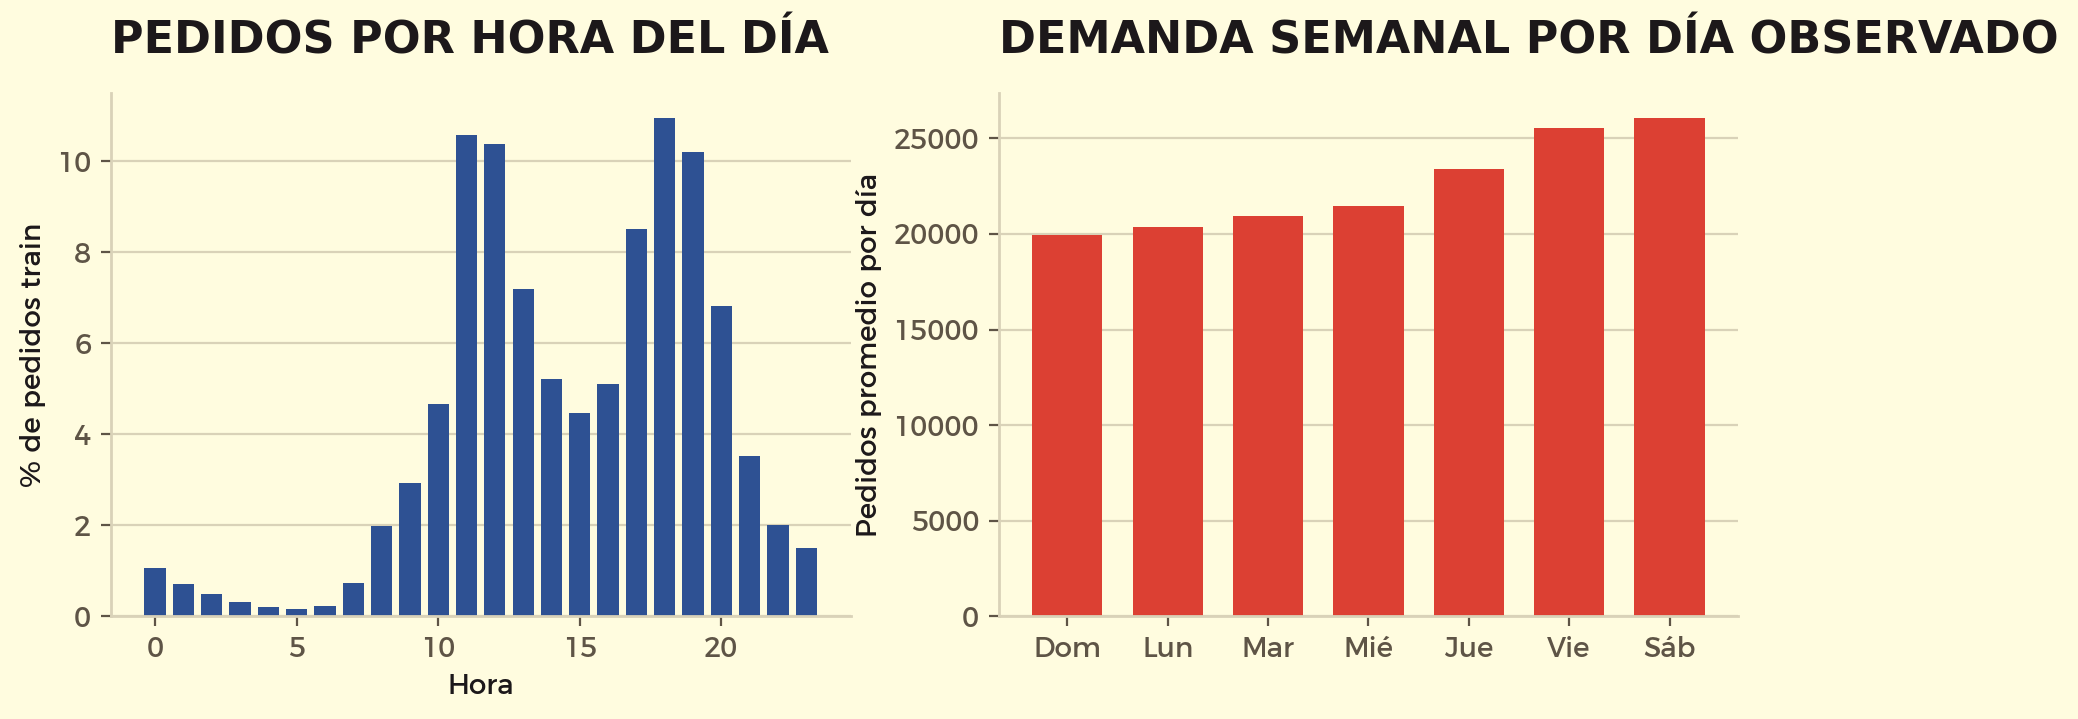 PEDIDOS POR HORA DEL DÍA
% de pedidos train
10
8
6
4
2
0
0 5 10 15 20
Hora
DEMANDA SEMANAL POR DÍA OBSERVADO
Pedidos promedio por día
25000
20000
15000
10000
5000
0
Dom Lun Mar Mié Jue Vie Sáb